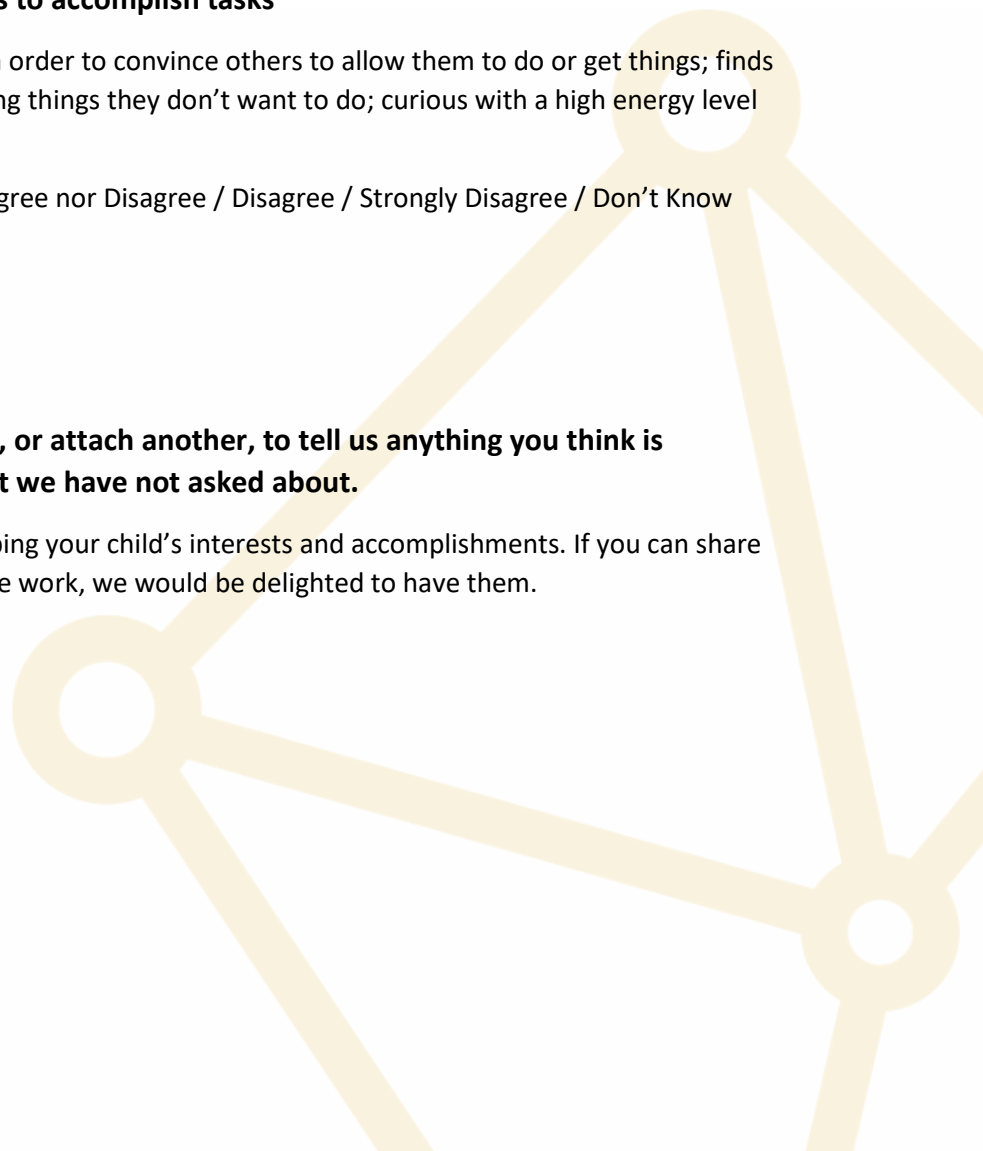 s to accomplish tasks
order to convince others to allow them to do or get things; finds
ng things they don’t want to do; curious with a high energy level
gree nor Disagree / Disagree / Strongly Disagree / Don’t Know
, or attach another, to tell us anything you think is
t we have not asked about.
ing your child’s interests and accomplishments. If you can share
e work, we would be delighted to have them.